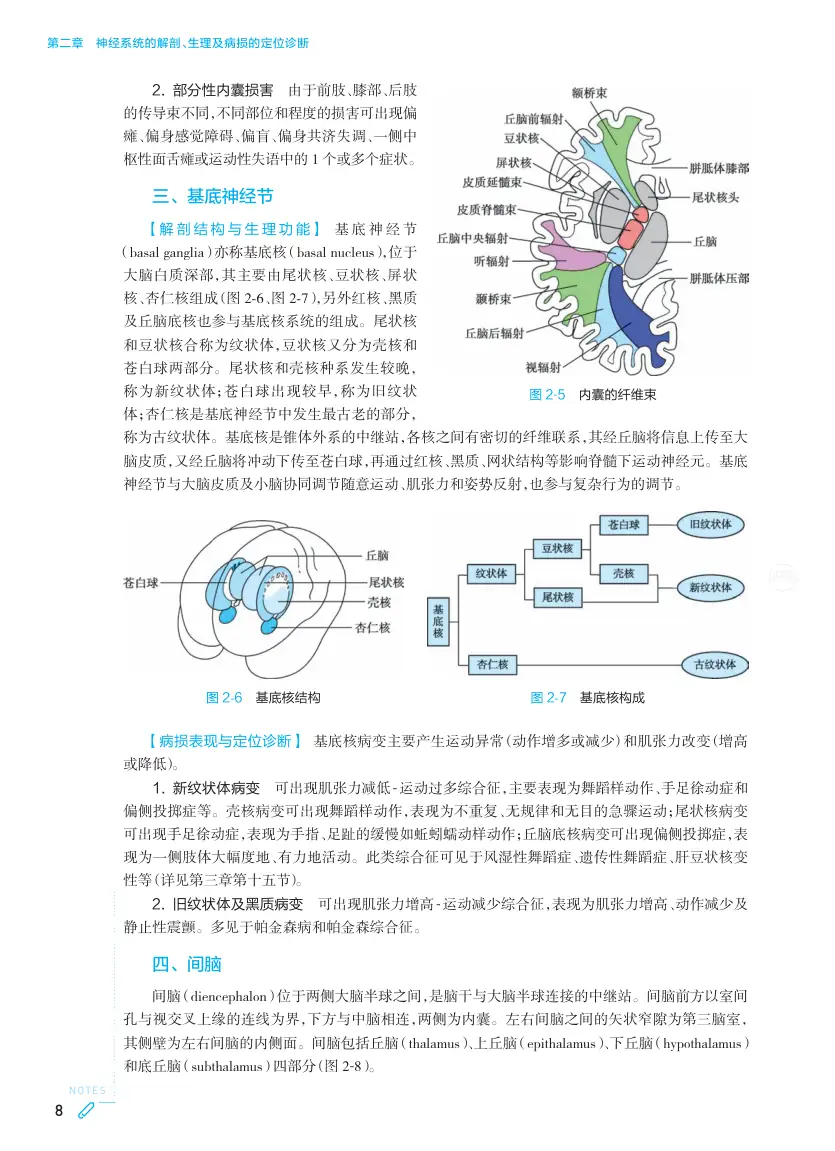 第二章 神经系统的解剖、生理及病损的定位诊断
2. 部分性内囊损害 由于前肢、膝部、后肢
的传导束不同,不同部位和程度的损害可出现偏
瘫、偏身感觉障碍、偏盲、偏身共济失调、一侧中
枢性面舌瘫或运动性失语中的 1 个或多个症状。
三、基底神经节
【解剖结构与生理功能】 基底神经节
(basal ganglia)亦称基底核(basal nucleus),位于
大脑白质深部,其主要由尾状核、豆状核、屏状
核、杏仁核组成(图 2-6、图 2-7),另外红核、黑质
及丘脑底核也参与基底核系统的组成。尾状核
和豆状核合称为纹状体,豆状核又分为壳核和
苍白球两部分。尾状核和壳核种系发生较晚,
称为新纹状体;苍白球出现较早,称为旧纹状
体;杏仁核是基底神经节中发生最古老的部分,
额桥束
丘脑前辐射
豆状核
屏状核
皮质延髓束
皮质脊髓束
丘脑中央辐射
听辐射
颞桥束
丘脑后辐射
视辐射
胼胝体膝部
尾状核头
丘脑
胼胝体压部
图 2-5 内囊的纤维束
称为古纹状体。基底核是锥体外系的中继站,各核之间有密切的纤维联系,其经丘脑将信息上传至大
脑皮质,又经丘脑将冲动下传至苍白球,再通过红核、黑质、网状结构等影响脊髓下运动神经元。基底
神经节与大脑皮质及小脑协同调节随意运动、肌张力和姿势反射,也参与复杂行为的调节。
苍白球
丘脑
尾状核
壳核
杏仁核
图 2-6 基底核结构
基底核
纹状体
杏仁核
豆状核
尾状核
苍白球
壳核
旧纹状体
新纹状体
古纹状体
图 2-7 基底核构成
【病损表现与定位诊断】 基底核病变主要产生运动异常(动作增多或减少)和肌张力改变(增高
或降低)。
1. 新纹状体病变 可出现肌张力减低-运动过多综合征,主要表现为舞蹈样动作、手足徐动症和
偏侧投掷症等。壳核病变可出现舞蹈样动作,表现为不重复、无规律和无目的急骤运动;尾状核病变
可出现手足徐动症,表现为手指、足趾的缓慢如蚯蚓蠕动样动作;丘脑底核病变可出现偏侧投掷症,表
现为一侧肢体大幅度地、有力地活动。此类综合征可见于风湿性舞蹈症、遗传性舞蹈症、肝豆状核变
性等(详见第三章第十五节)。
2. 旧纹状体及黑质病变 可出现肌张力增高-运动减少综合征,表现为肌张力增高、动作减少及
静止性震颤。多见于帕金森病和帕金森综合征。
四、间脑
间脑(diencephalon)位于两侧大脑半球之间,是脑干与大脑半球连接的中继站。间脑前方以室间
孔与视交叉上缘的连线为界,下方与中脑相连,两侧为内囊。左右间脑之间的矢状窄隙为第三脑室,
其侧壁为左右间脑的内侧面。间脑包括丘脑(thalamus)、上丘脑(epithalamus)、下丘脑(hypothalamus)
和底丘脑(subthalamus)四部分(图 2-8)。
NOTES
8